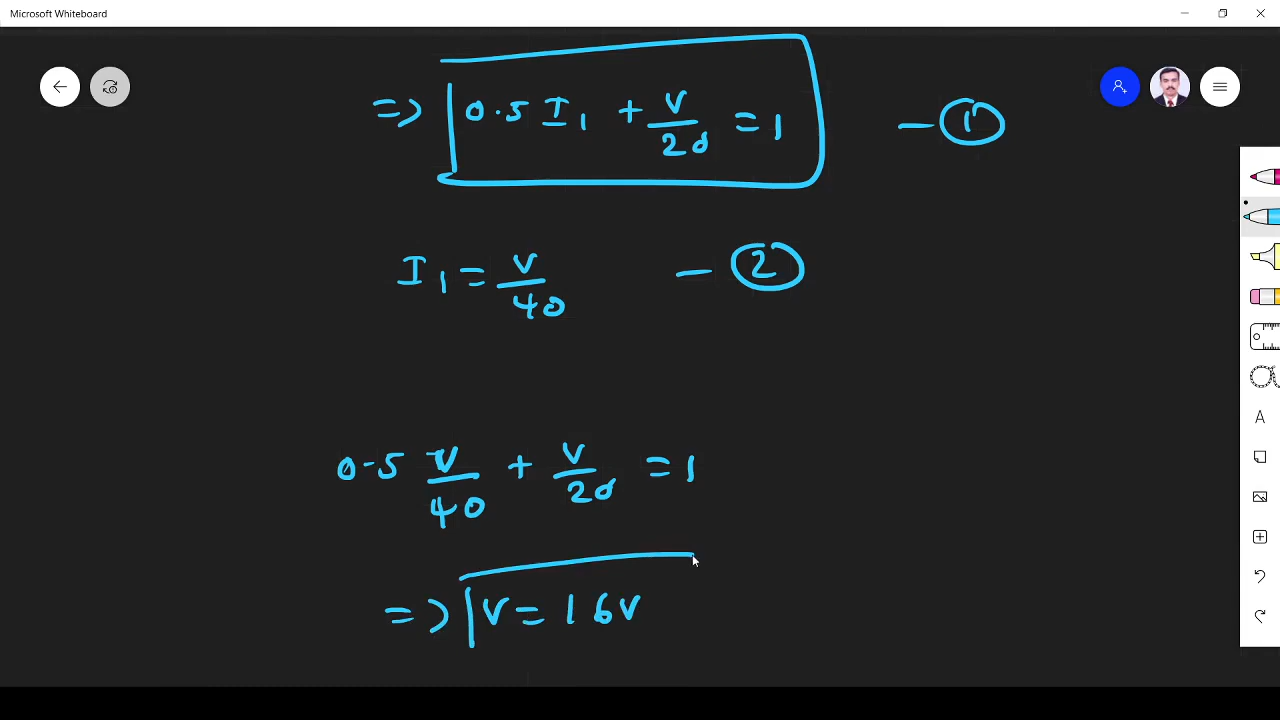 Microsoft Whiteboard
=> 0.5 I1 + V/20 = 1 - 1
I1 = V/40 - 2
0.5 V/40 + V/20 = 1
=> V = 16V
A